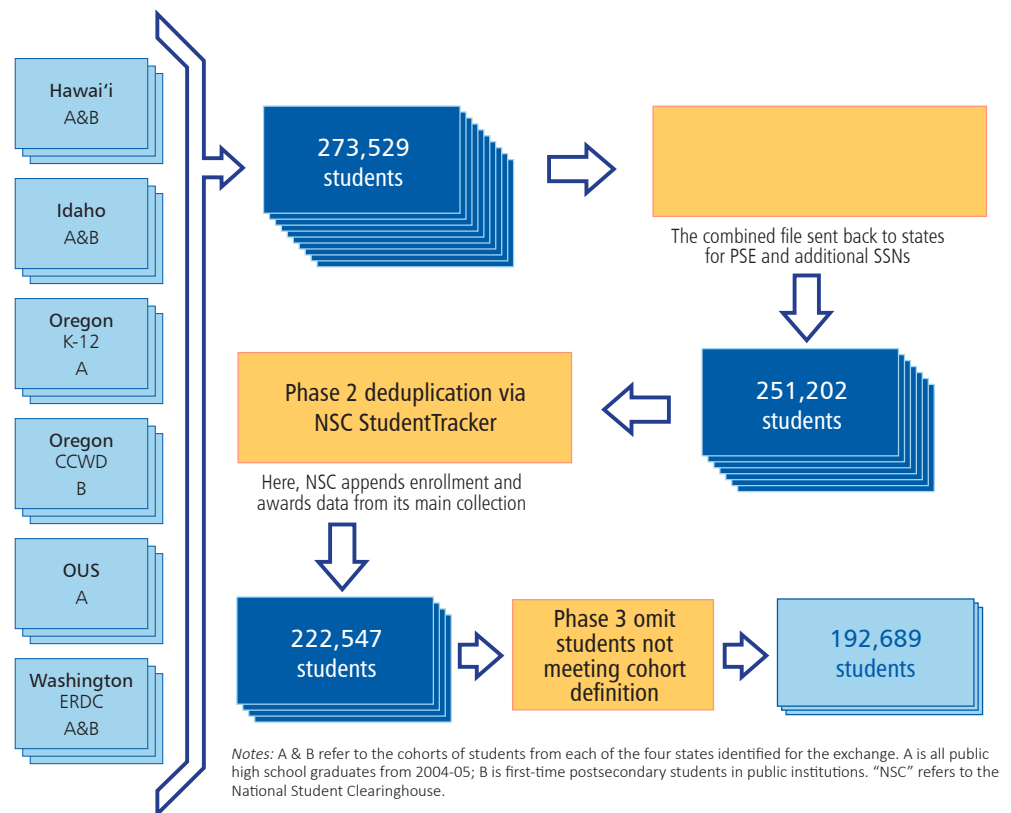 Hawai‘i
A&B
Idaho
A&B
Oregon
K-12
A
Oregon
CCWD
B
OUS
A
Washington
ERDC
A&B
273,529
students
The combined file sent back to states
for PSE and additional SSNs
251,202
students
Phase 2 deduplication via
NSC StudentTracker
Here, NSC appends enrollment and
awards data from its main collection
222,547
students
Phase 3 omit
students not
meeting cohort
definition
192,689
students
Notes: A & B refer to the cohorts of students from each of the four states identified for the exchange. A is all public
high school graduates from 2004-05; B is first-time postsecondary students in public institutions. “NSC” refers to the
National Student Clearinghouse.